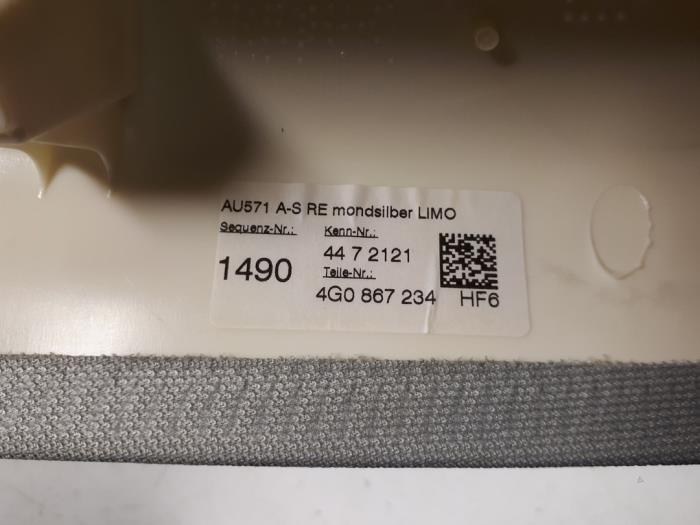 AU571 A-S RE mondsilber LIMO
Sequenz-Nr.: Kenn-Nr.:
44 7 2121
1490 Teile-Nr.:
4G0 867 234 HF6